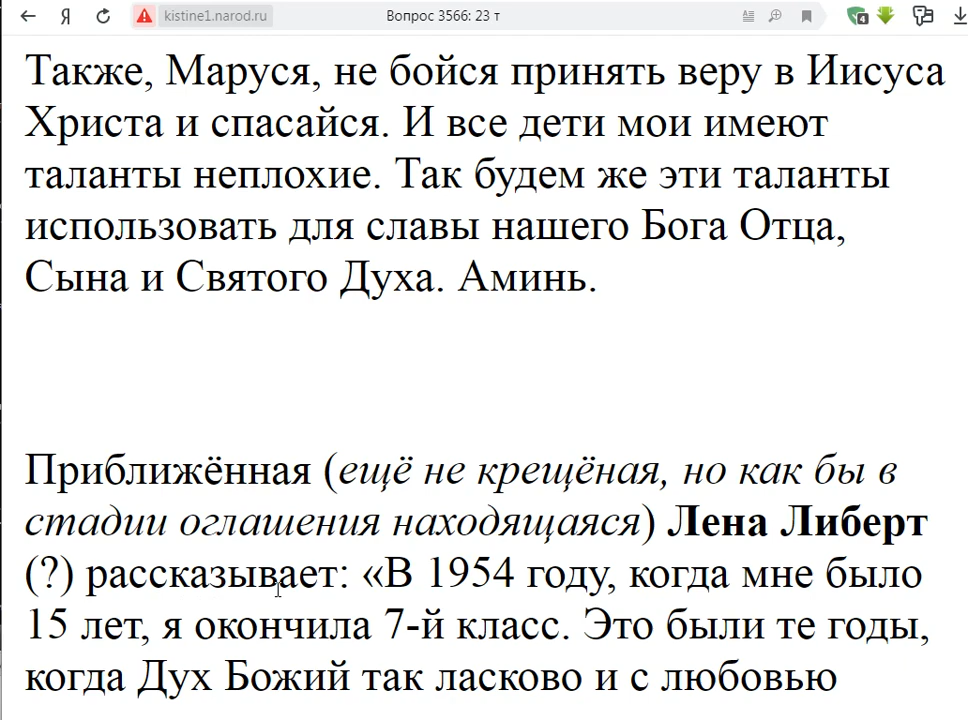 Я kistine1.narod.ru Вопрос 3566: 23 т 4
Также, Маруся, не бойся принять веру в Иисуса
Христа и спасайся. И все дети мои имеют
таланты неплохие. Так будем же эти таланты
использовать для славы нашего Бога Отца,
Сына и Святого Духа. Аминь.
Приближённая (ещё не крещёная, но как бы в
стадии оглашения находящаяся) Лена Либерт
(?) рассказывает: «В 1954 году, когда мне было
15 лет, я окончила 7-й класс. Это были те годы,
когда Дух Божий так ласково и с любовью